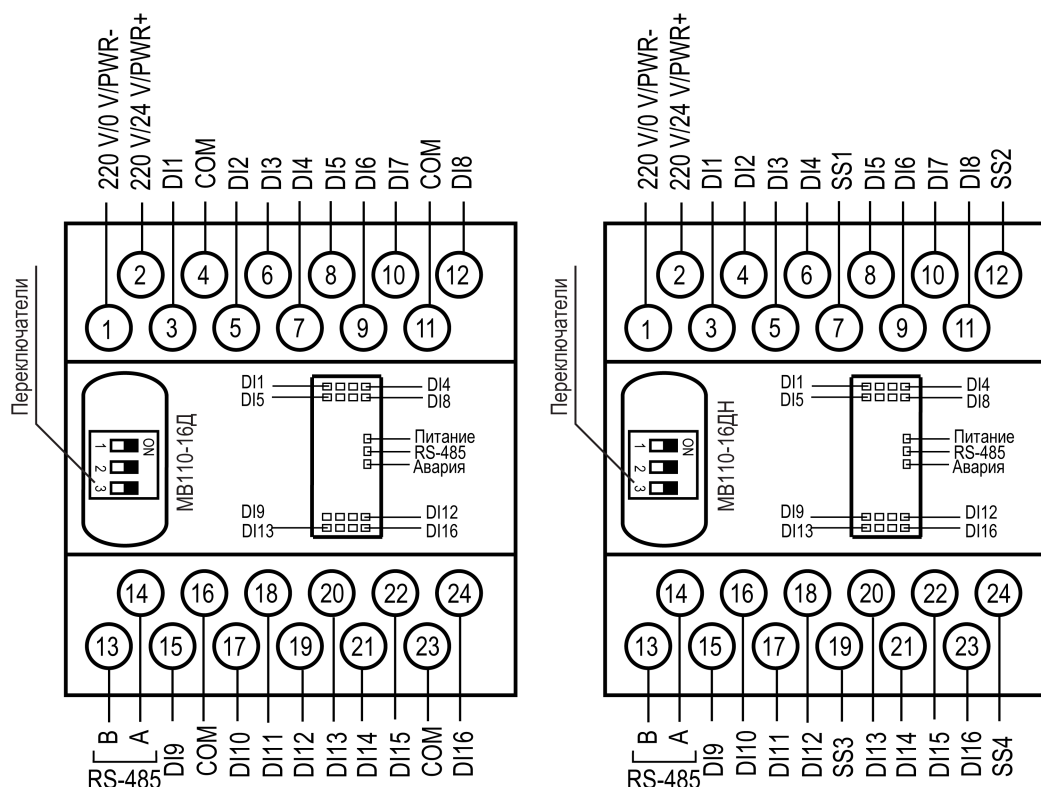 220 V/0 V/PWR-
220 V/24 V/PWR+
DI1
COM
DI2
DI3
DI4
DI5
DI6
DI7
COM
DI8
2
4
6
8
10
12
1
3
5
7
9
11
Переключатели
1
2
3
ON
МВ110-16Д
DI1
DI5
DI4
DI8
Питание
RS-485
Авария
DI9
DI13
DI12
DI16
14
16
18
20
22
24
13
15
17
19
21
23
B
A
RS-485
DI9
COM
DI10
DI11
DI12
DI13
DI14
DI15
COM
DI16
220 V/0 V/PWR-
220 V/24 V/PWR+
DI1
DI2
DI3
DI4
SS1
DI5
DI6
DI7
DI8
SS2
2
4
6
8
10
12
1
3
5
7
9
11
Переключатели
1
2
3
ON
МВ110-16ДН
DI1
DI5
DI4
DI8
Питание
RS-485
Авария
DI9
DI13
DI12
DI16
14
16
18
20
22
24
13
15
17
19
21
23
B
A
RS-485
DI9
DI10
DI11
DI12
SS3
DI13
DI14
DI15
DI16
SS4